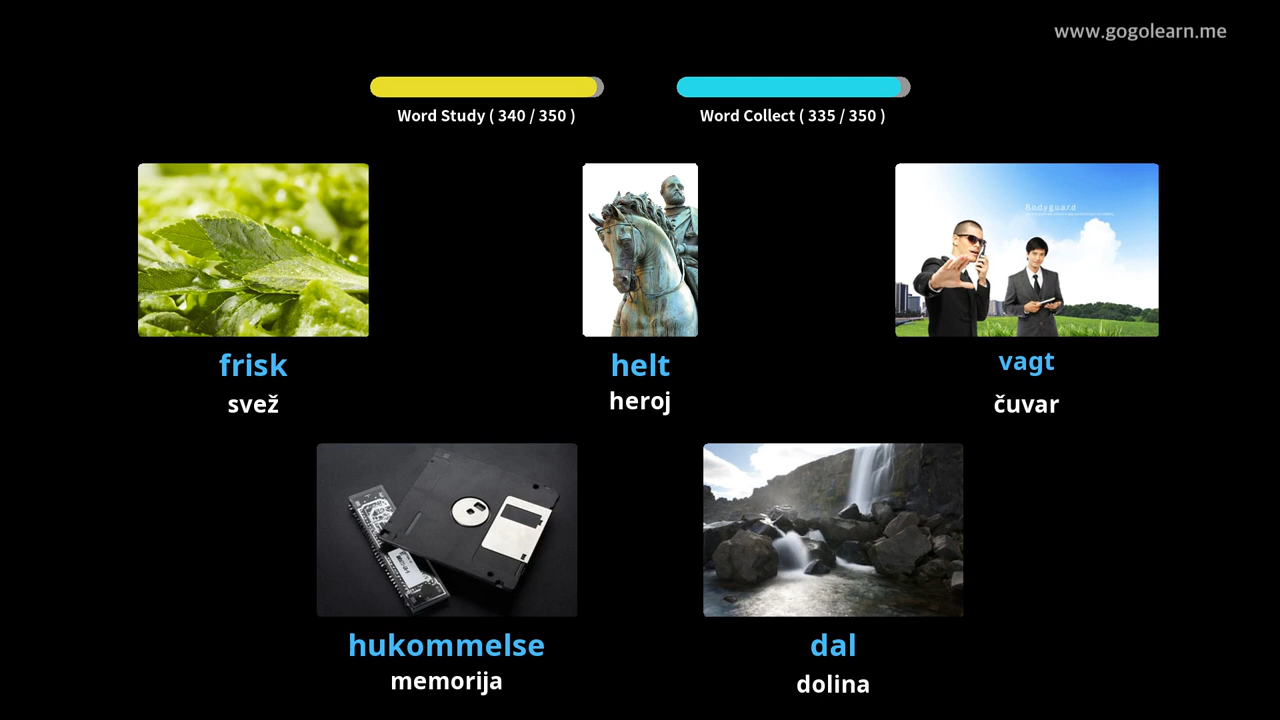 www.gogolearn.me
Word Study ( 340 / 350 )
Word Collect ( 335 / 350 )
Bodyguard
frisk
helt
vagt
svež
heroj
čuvar
hukommelse
dal
memorija
dolina